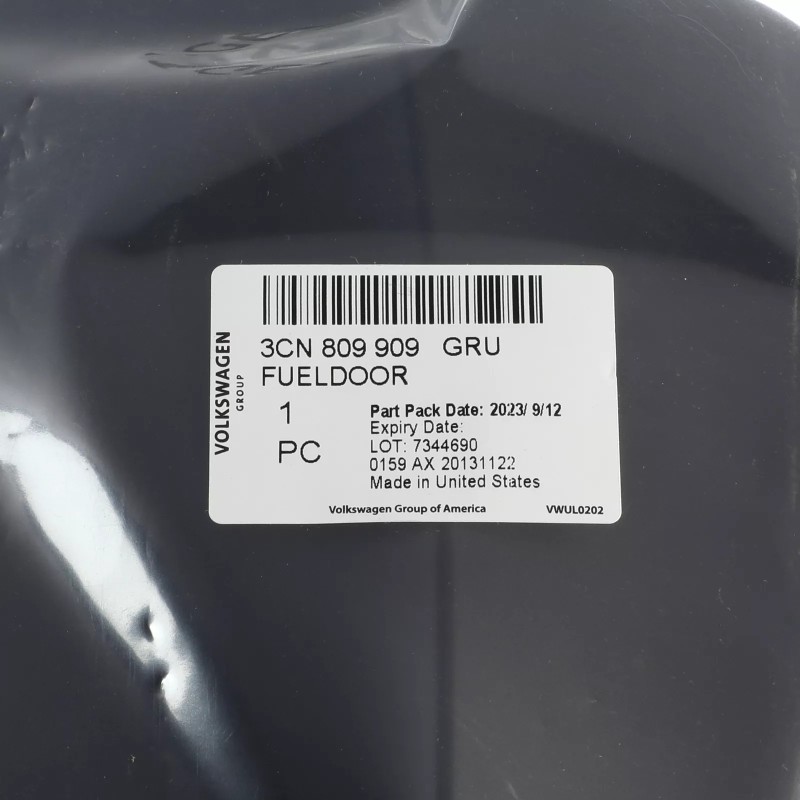 VOLKSWAGEN
GROUP
3CN 809 909 GRU
FUELDOOR
1
PC
Part Pack Date: 2023/ 9/12
Expiry Date:
LOT: 7344690
0159 AX 20131122
Made in United States
Volkswagen Group of America
VWUL0202